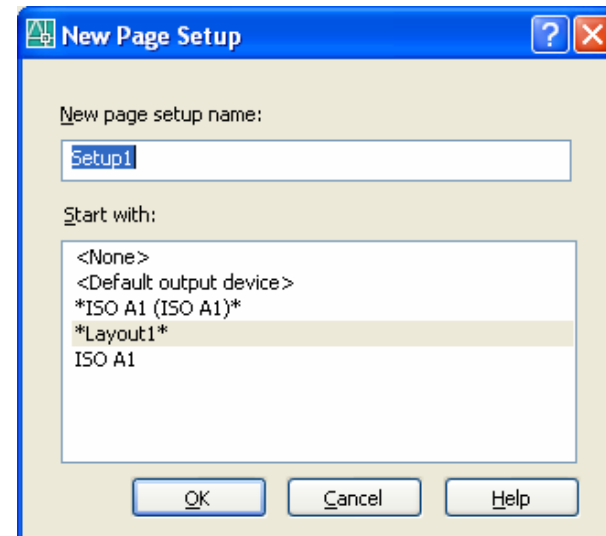 New Page Setup
New page setup name:
Setup1
Start with:
<None>
<Default output device>
*ISO A1 (ISO A1)*
*Layout1*
ISO A1
OK Cancel Help